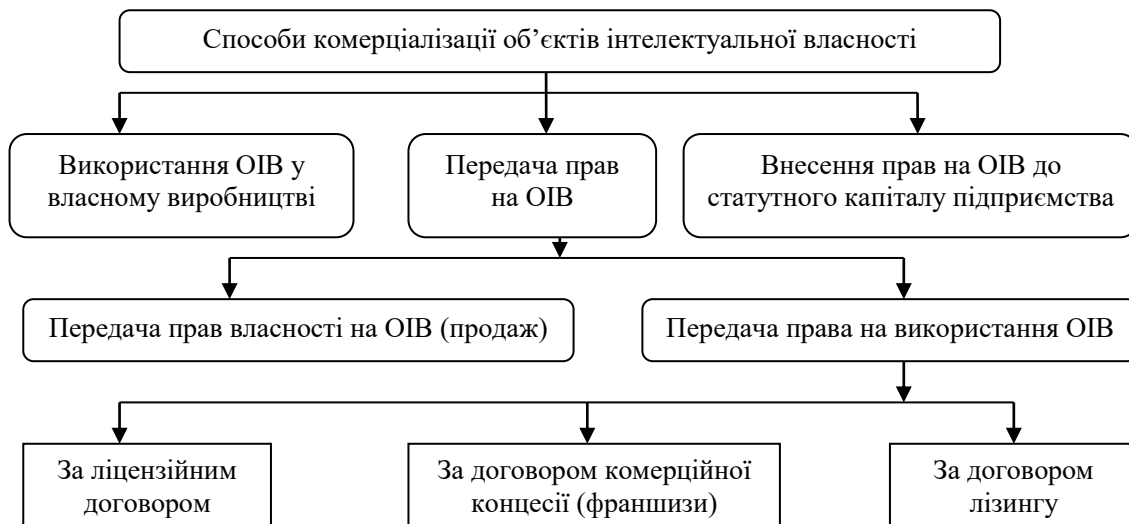 Способи комерціалізації об’єктів інтелектуальної власності
Використання ОІВ у
власному виробництві
Передача прав
на ОІВ
Внесення прав на ОІВ до
статутного капіталу підприємства
Передача прав власності на ОІВ (продаж)
Передача права на використання ОІВ
За ліцензійним
договором
За договором комерційної
концесії (франшизи)
За договором
лізингу